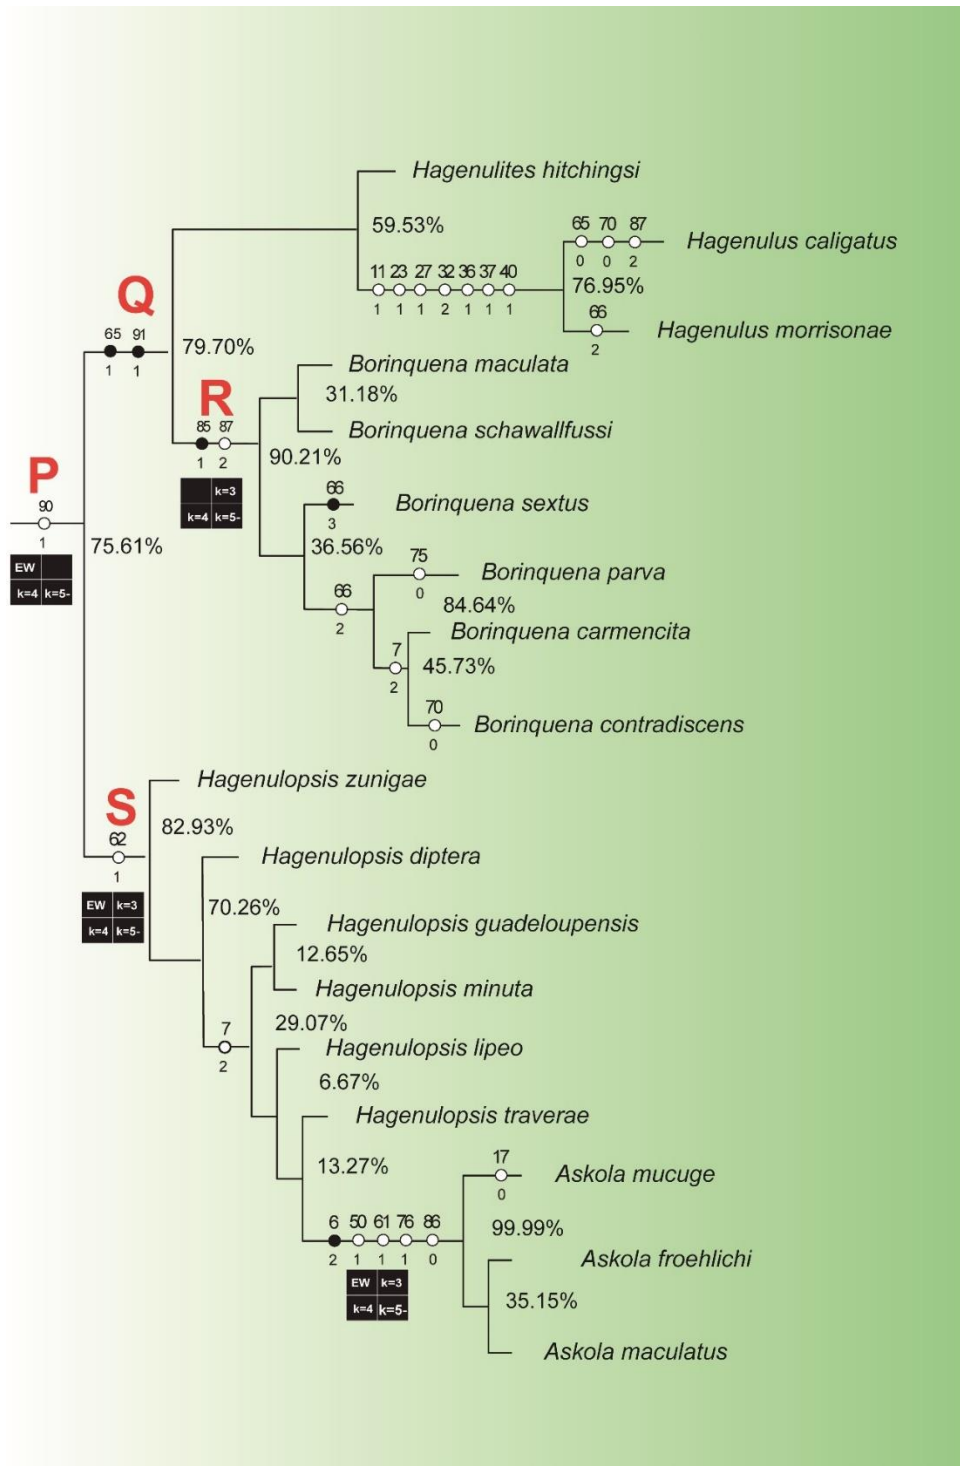 Hagenulites hitchingsi
59.53%
65 70 87
0 0 2
Hagenulus caligatus
11 23 27 32 36 37 40
1 1 1 2 1 1 1
76.95%
Q
66
2
Hagenulus morrisonae
65 91
1 1
79.70%
Borinquena maculata
R
31.18%
85 87
1 2
Borinquena schawallfussi
90.21%
k=3
k=4 k=5-
P
66
3
Borinquena sextus
90
1
75.61%
36.56%
EW
k=4 k=5-
75
0
Borinquena parva
66
2
84.64%
Borinquena carmencita
7
2
45.73%
70
0
Borinquena contradiscens
Hagenulopsis zunigae
S
82.93%
62
1
Hagenulopsis diptera
EW k=3
k=4 k=5-
70.26%
Hagenulopsis guadeloupensis
12.65%
Hagenulopsis minuta
7
2
29.07%
Hagenulopsis lipeo
6.67%
Hagenulopsis traverae
13.27%
17
0
Askola mucuge
6 50 61 76 86
2 1 1 1 0
99.99%
EW k=3
k=4 k=5-
Askola froehlichi
35.15%
Askola maculatus